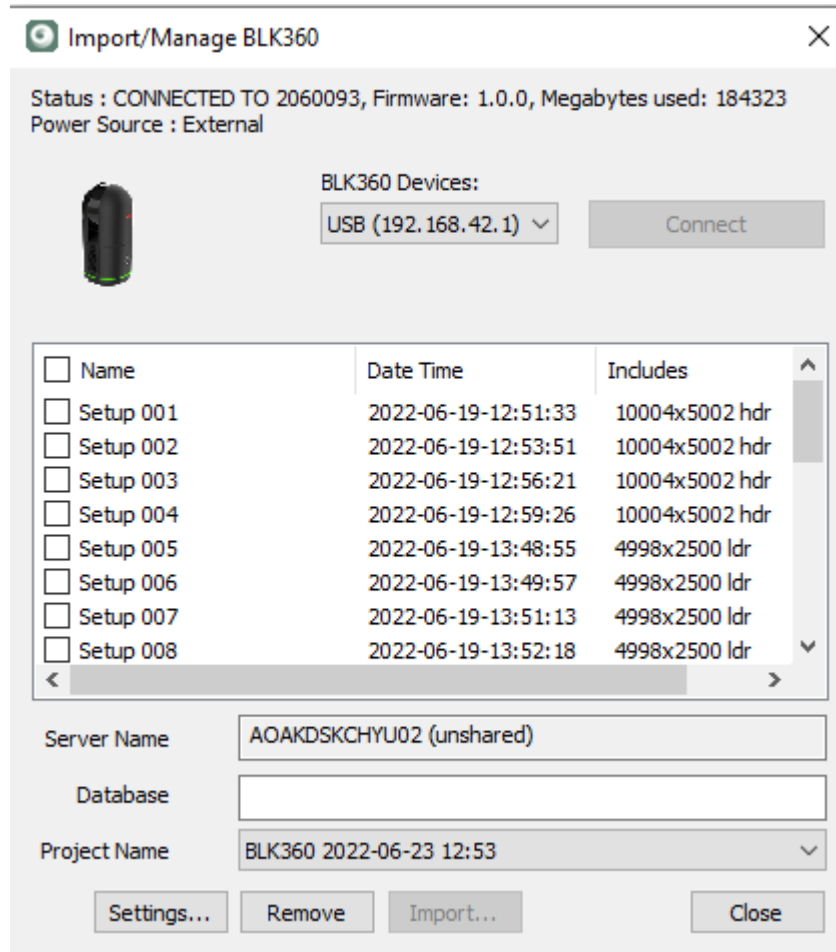 Import/Manage BLK360
Status : CONNECTED TO 2060093, Firmware: 1.0.0, Megabytes used: 184323
Power Source : External
BLK360 Devices:
USB (192.168.42.1) Connect
Name Date Time Includes
Setup 001 2022-06-19-12:51:33 10004x5002 hdr
Setup 002 2022-06-19-12:53:51 10004x5002 hdr
Setup 003 2022-06-19-12:56:21 10004x5002 hdr
Setup 004 2022-06-19-12:59:26 10004x5002 hdr
Setup 005 2022-06-19-13:48:55 4998x2500 ldr
Setup 006 2022-06-19-13:49:57 4998x2500 ldr
Setup 007 2022-06-19-13:51:13 4998x2500 ldr
Setup 008 2022-06-19-13:52:18 4998x2500 ldr
Server Name AOAKDSKCHYU02 (unshared)
Database
Project Name BLK360 2022-06-23 12:53
Settings... Remove Import... Close